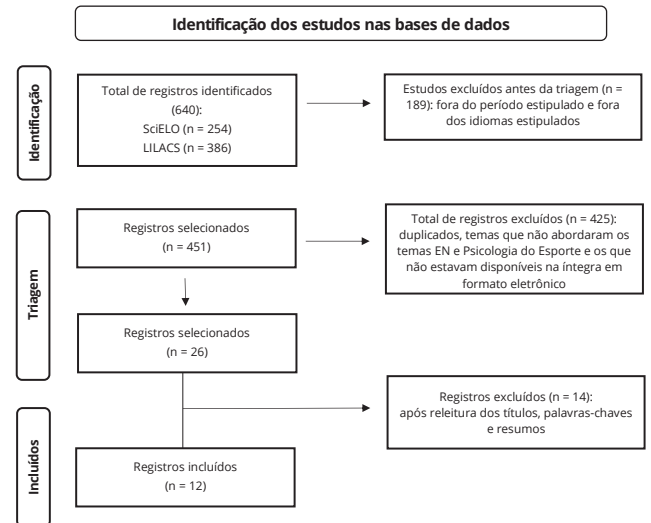 Identificação dos estudos nas bases de dados
Identificação
Total de registros identificados
(640):
SciELO (n = 254)
LILACS (n = 386)
Estudos excluídos antes da triagem (n =
189): fora do período estipulado e fora
dos idiomas estipulados
Triagem
Registros selecionados
(n = 451)
Total de registros excluídos (n = 425):
duplicados, temas que não abordaram os
temas EN e Psicologia do Esporte e os que
não estavam disponíveis na íntegra em
formato eletrônico
Registros selecionados
(n = 26)
Registros excluídos (n = 14):
após releitura dos títulos, palavras-chaves
e resumos
Incluídos
Registros incluídos
(n = 12)